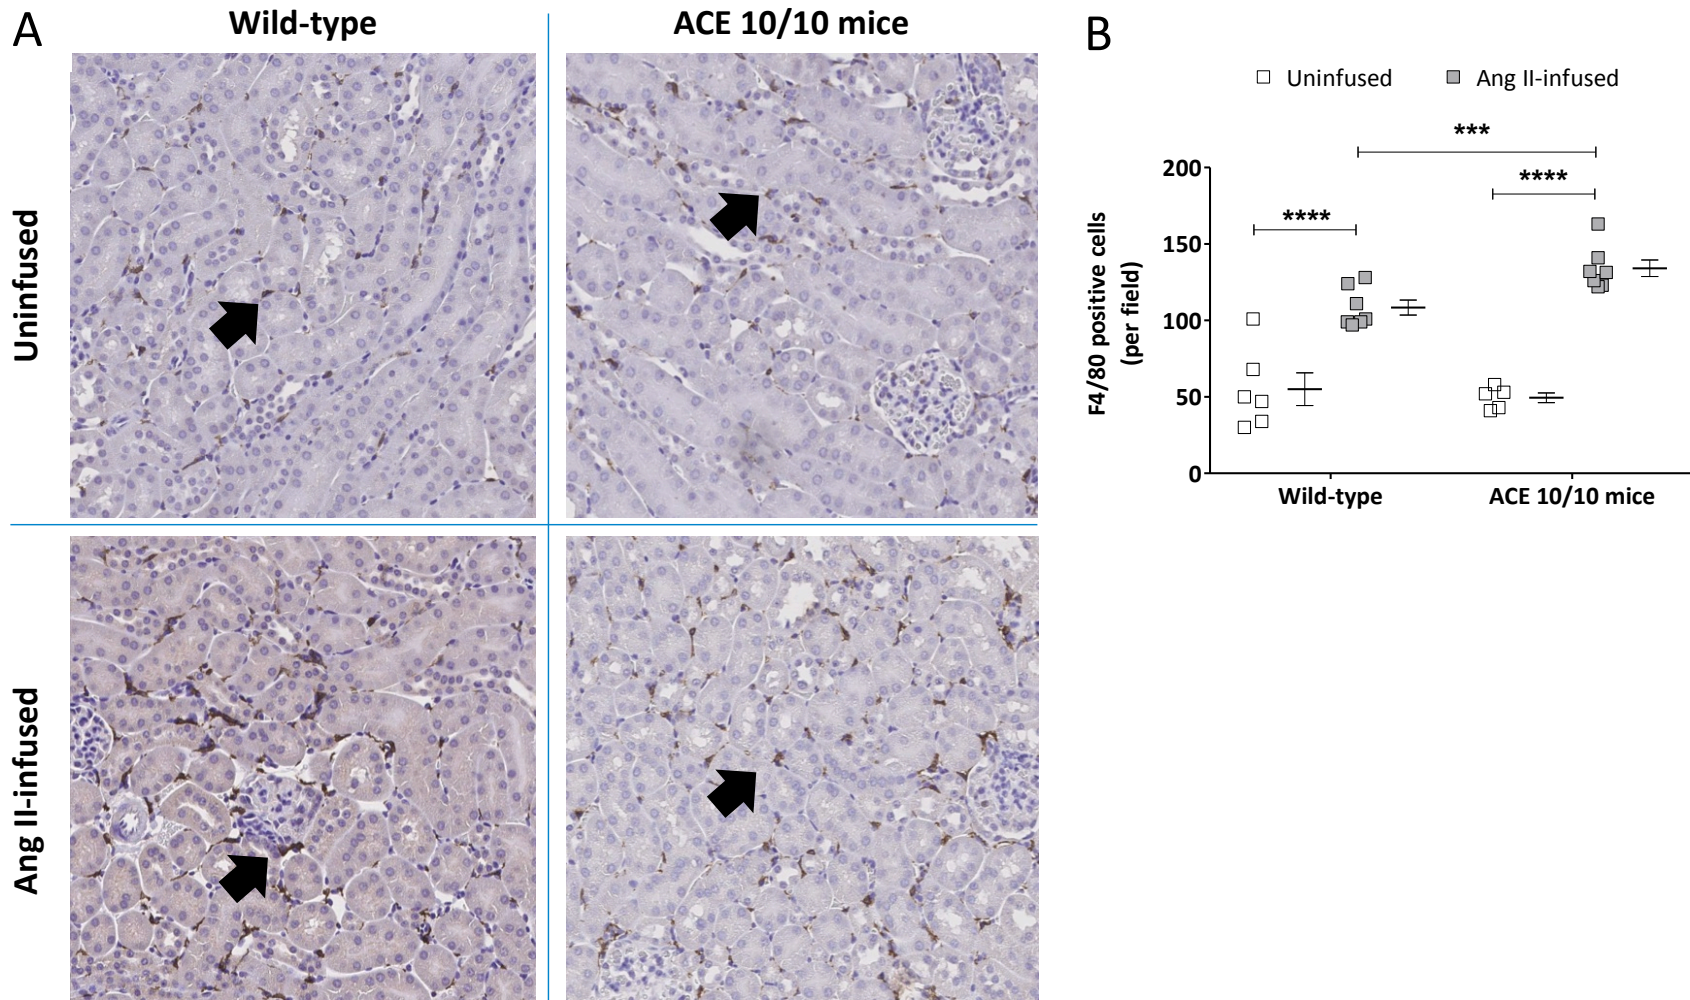 A
Wild-type
ACE 10/10 mice
Uninfused
Ang II-infused
B
Uninfused
Ang II-infused
***
****
****
F4/80 positive cells
(per field)
200
150
100
50
0
Wild-type
ACE 10/10 mice